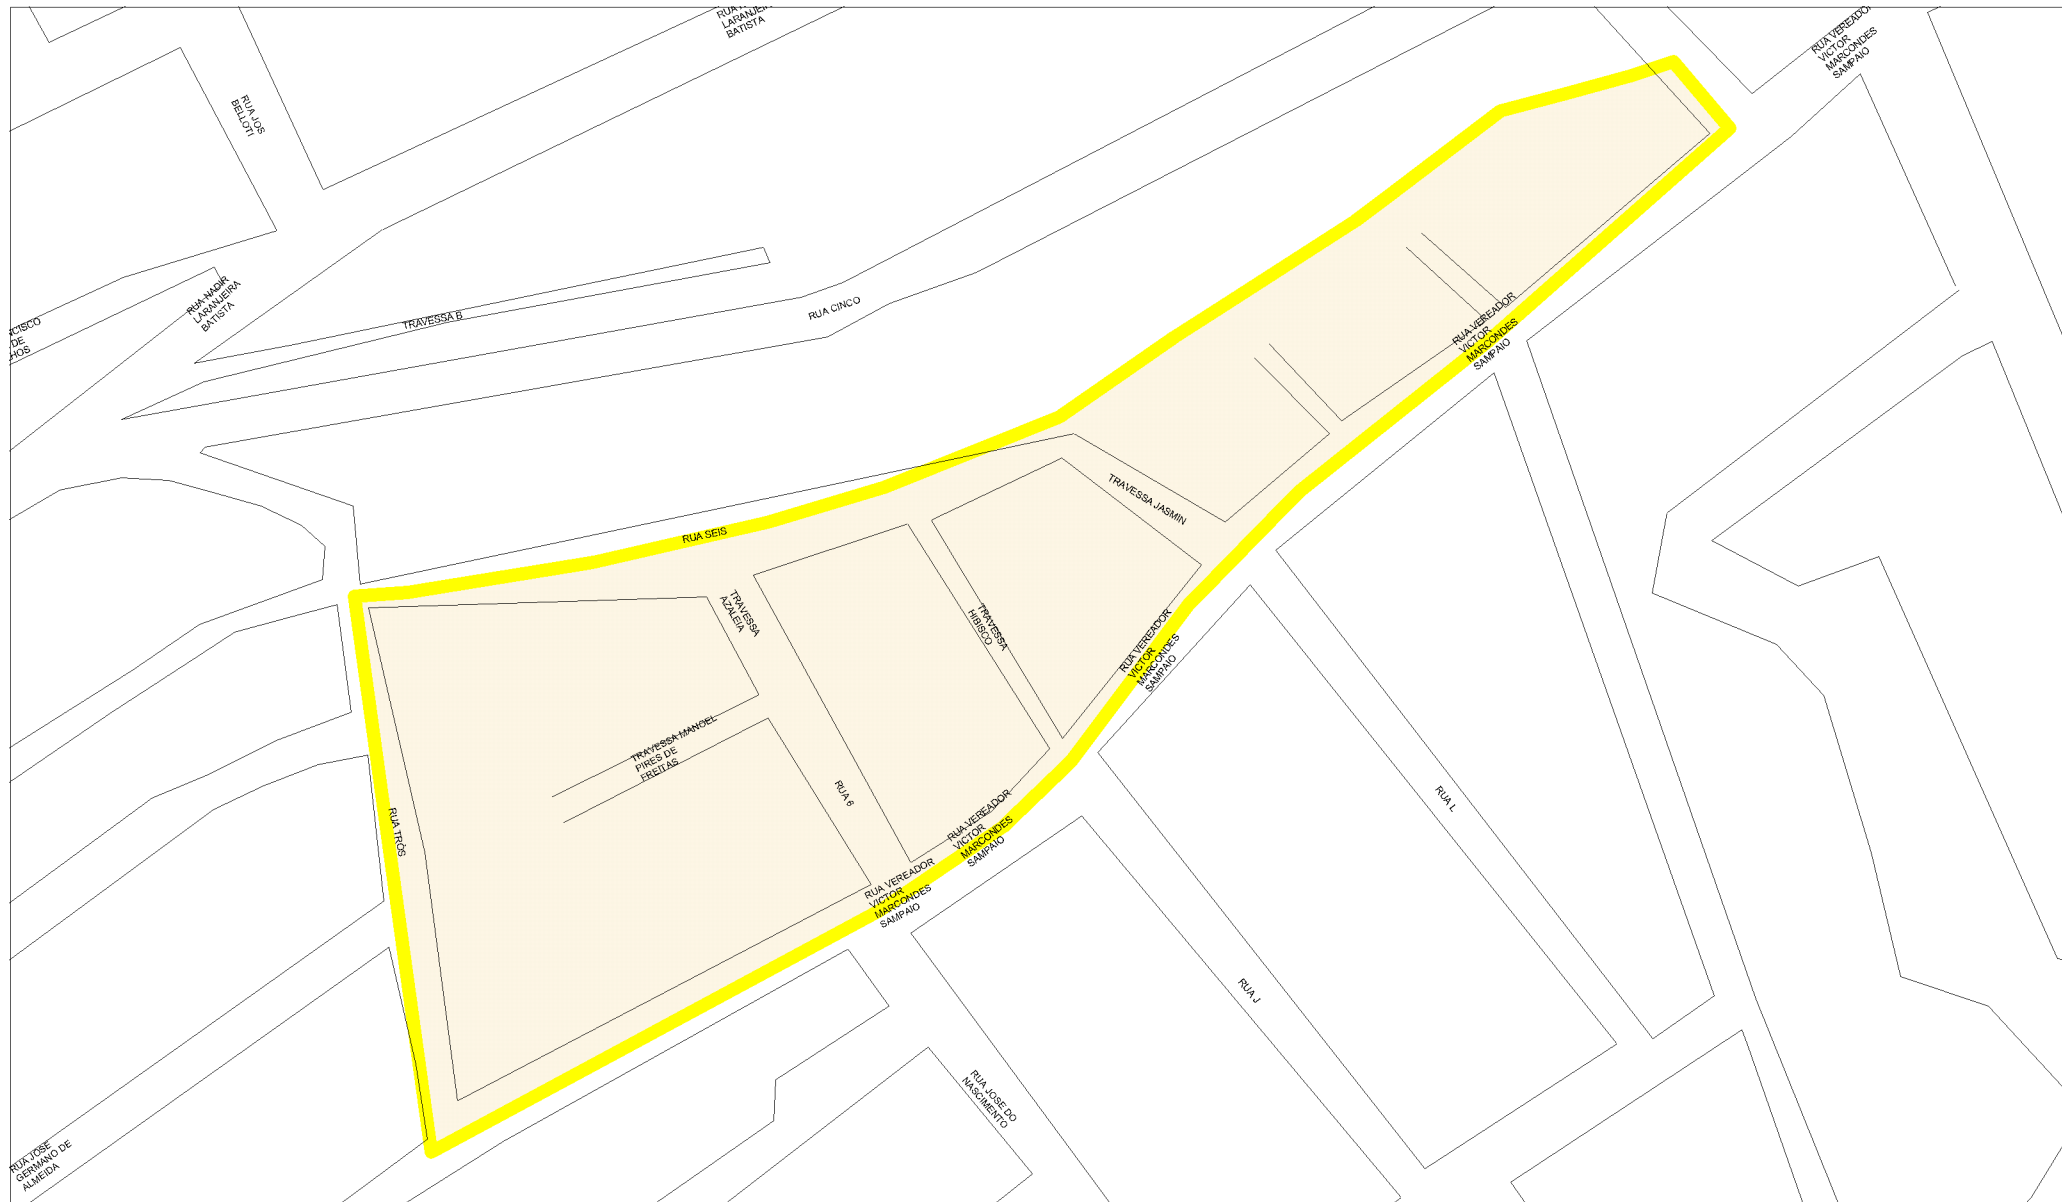 LARANJEIRA
BATISTA
RUA VEREADOR
VICTOR
MARCONDES
SAMPAIO
RUA JOS
BELLOTI
RUA NADIR
LARANJEIRA
BATISTA
DE
TRAVESSA B
RUA CINCO
RUA VEREADOR
VICTOR
MARCONDES
SAMPAIO
TRAVESSA JASMIN
RUA SEIS
TRAVESSA
AZALEIA
TRAVESSA
HIBISCO
RUA VEREADOR
VICTOR
MARCONDES
SAMPAIO
TRAVESSA MANOEL
PIRES DE
FREITAS
RUA 6
RUA TRÒS
RUA VEREADOR
VICTOR
MARCONDES
SAMPAIO
RUA VEREADOR
VICTOR
MARCONDES
SAMPAIO
RUA L
RUA J
RUA JOSE DO
NASCIMENTO
RUA JOSE
GERMANO DE
ALMEIDA